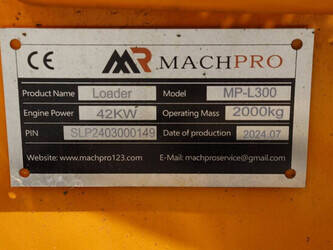 CE MR MACHPRO
Product Name Loader Model MP-L300
Engine Power 42KW Operating Mass 2000kg
PIN SLP2403000149 Date of production 2024.07
Website: www.machpro123.com E-Mail: machproservice@gmail.com